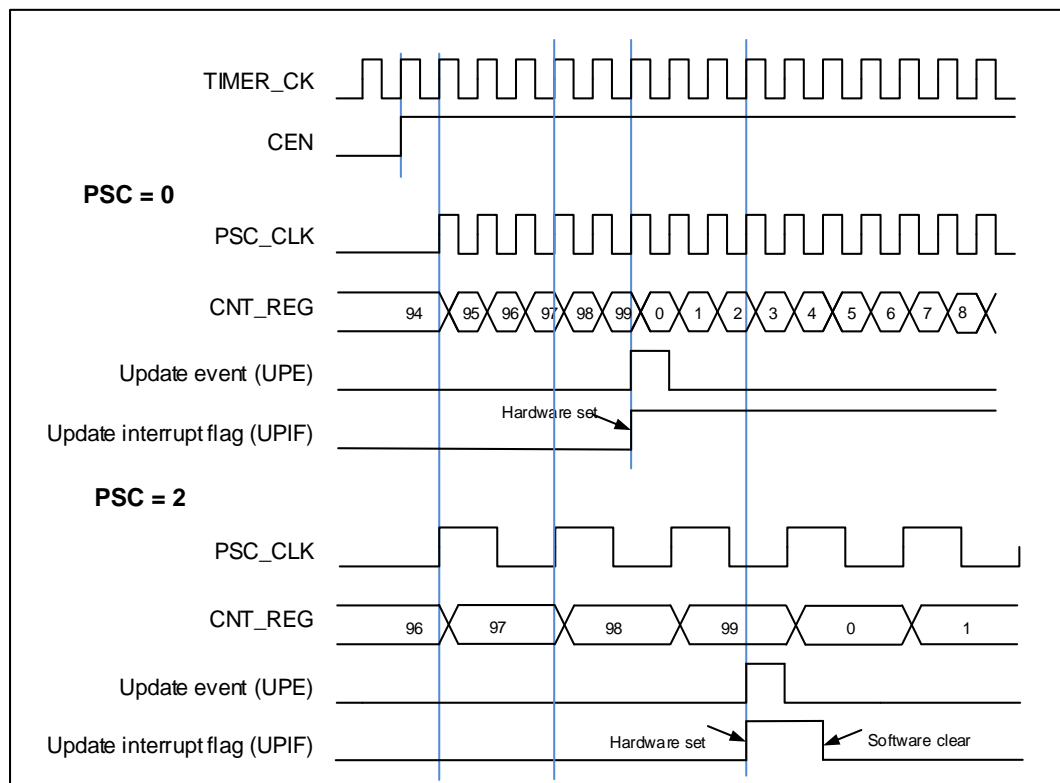 TIMER_CK
CEN
PSC = 0
PSC_CLK
CNT_REG 94 95 96 97 98 99 0 1 2 3 4 5 6 7 8
Update event (UPE)
Hardware set
Update interrupt flag (UPIF)
PSC = 2
PSC_CLK
CNT_REG 96 97 98 99 0 1
Update event (UPE)
Update interrupt flag (UPIF) Hardware set Software clear